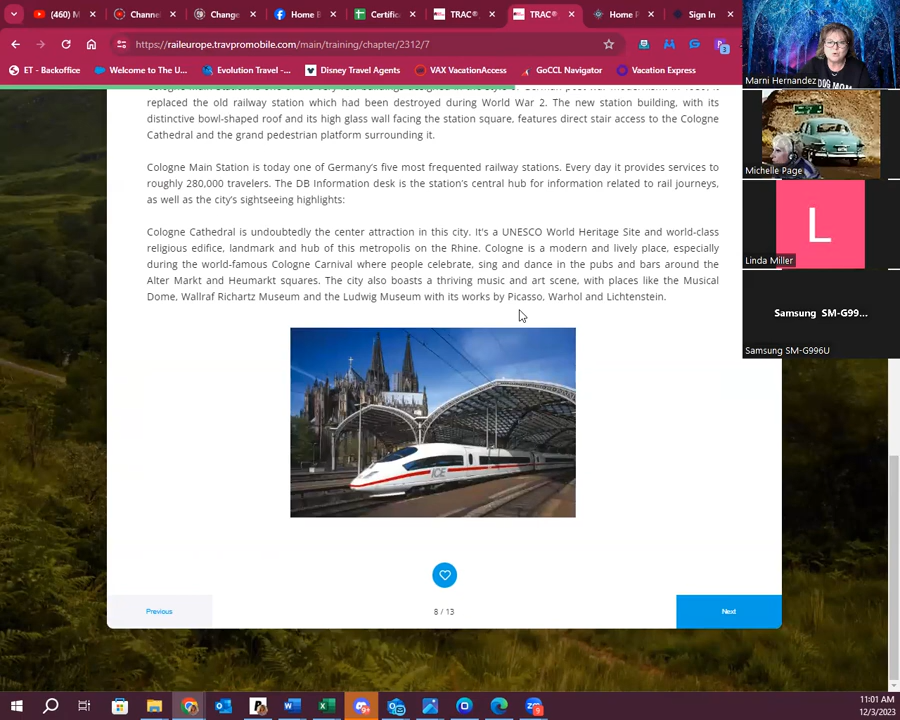 (460) M
Channel
Change
Home E
Certific
TRAC®
TRAC®
Home P
Sign In
https://raileurope.travpromobile.com/main/training/chapter/2312/7
3
ET - Backoffice
Welcome to The U...
Evolution Travel -...
Disney Travel Agents
VAX VacationAccess
GoCCL Navigator
Vacation Express
replaced the old railway station which had been destroyed during World War 2. The new station building, with its
distinctive bowl-shaped roof and its high glass wall facing the station square, features direct stair access to the Cologne
Cathedral and the grand pedestrian platform surrounding it.
Cologne Main Station is today one of Germany's five most frequented railway stations. Every day it provides services to
roughly 280,000 travelers. The DB Information desk is the station's central hub for information related to rail journeys,
as well as the city's sightseeing highlights:
Cologne Cathedral is undoubtedly the center attraction in this city. It's a UNESCO World Heritage Site and world-class
religious edifice, landmark and hub of this metropolis on the Rhine. Cologne is a modern and lively place, especially
during the world-famous Cologne Carnival where people celebrate, sing and dance in the pubs and bars around the
Alter Markt and Heumarkt squares. The city also boasts a thriving music and art scene, with places like the Musical
Dome, Wallraf Richartz Museum and the Ludwig Museum with its works by Picasso, Warhol and Lichtenstein.
ICE
Previous
8 / 13
Next
DOG MOM
Marni Hernandez
Michelle Page
L
Linda Miller
Samsung SM-G99...
Samsung SM-G996U
11:01 AM
12/3/2023